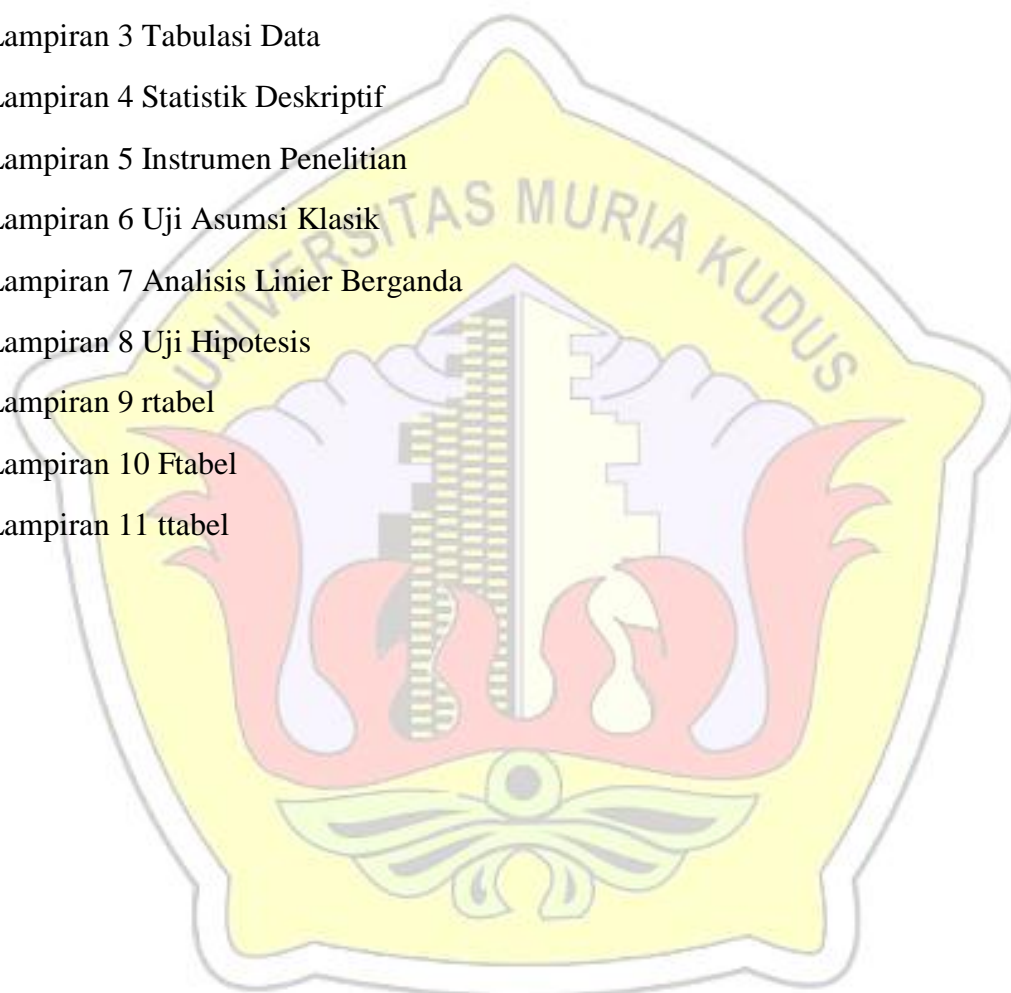 Lampiran 3 Tabulasi Data
Lampiran 4 Statistik Deskriptif
Lampiran 5 Instrumen Penelitian
Lampiran 6 Uji Asumsi Klasik
Lampiran 7 Analisis Linier Berganda
Lampiran 8 Uji Hipotesis
Lampiran 9 rtabel
Lampiran 10 Ftabel
Lampiran 11 ttabel
UNIVERSITAS MURIA KUDUS